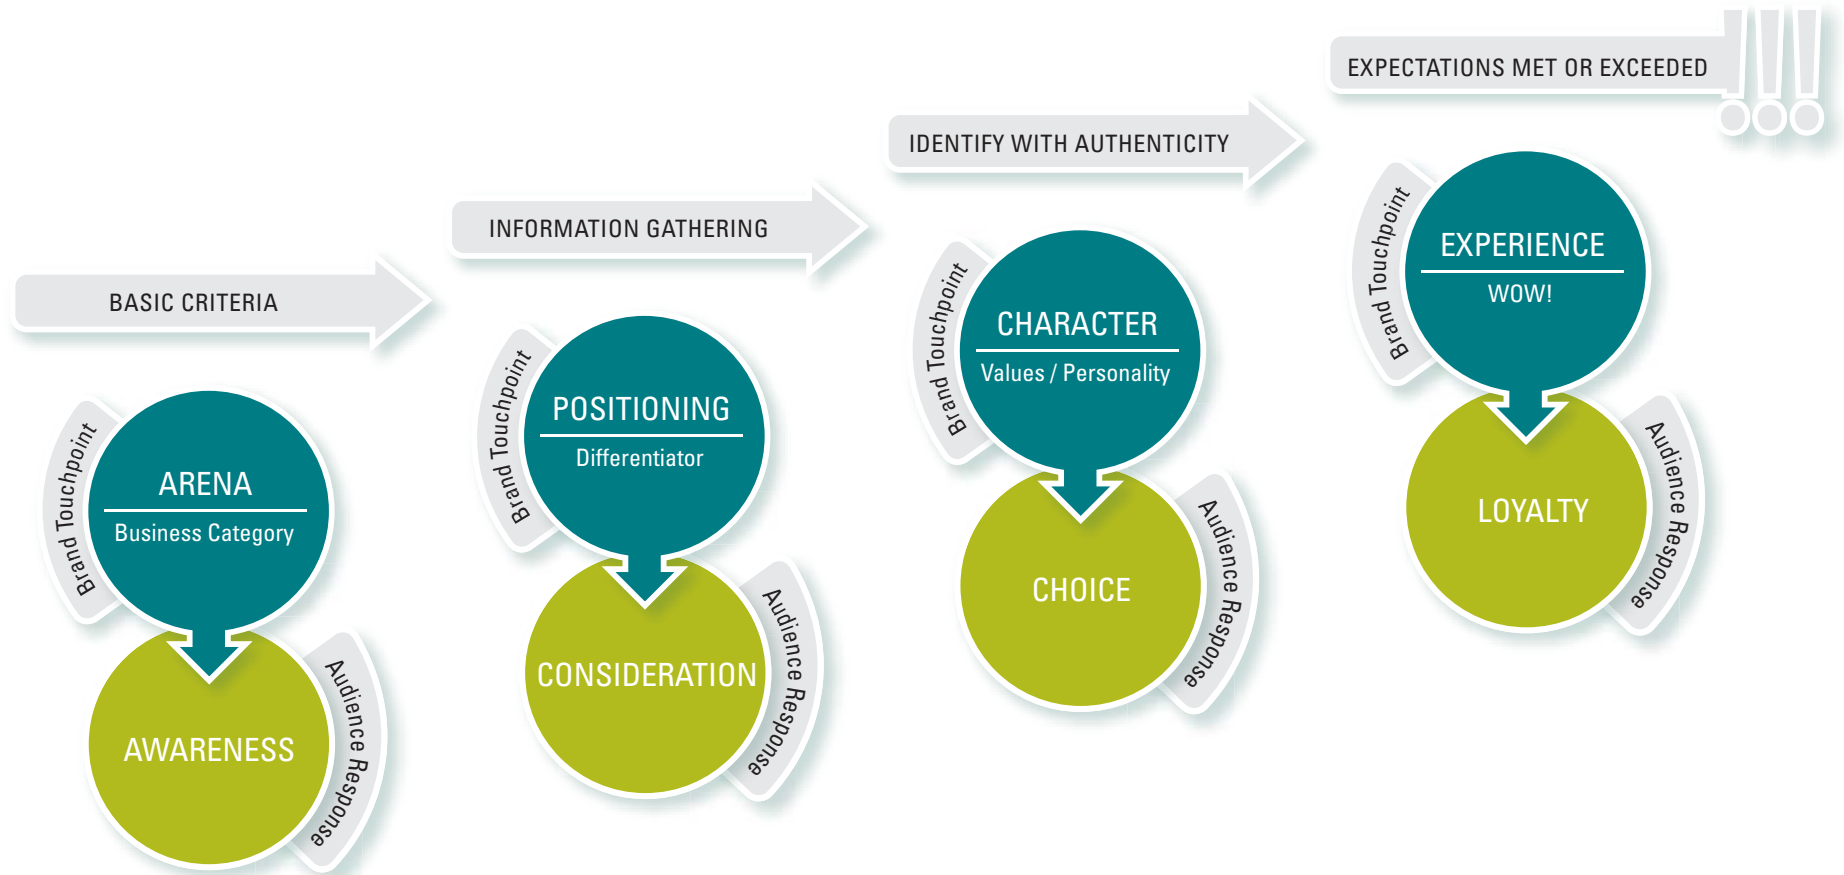 BASIC CRITERIA
Brand Touchpoint
ARENA
Business Category
AWARENESS
Audience Response
INFORMATION GATHERING
Brand Touchpoint
POSITIONING
Differentiator
CONSIDERATION
Audience Response
IDENTIFY WITH AUTHENTICITY
Brand Touchpoint
CHARACTER
Values / Personality
CHOICE
Audience Response
EXPECTATIONS MET OR EXCEEDED
!!!
Brand Touchpoint
EXPERIENCE
WOW!
LOYALTY
Audience Response